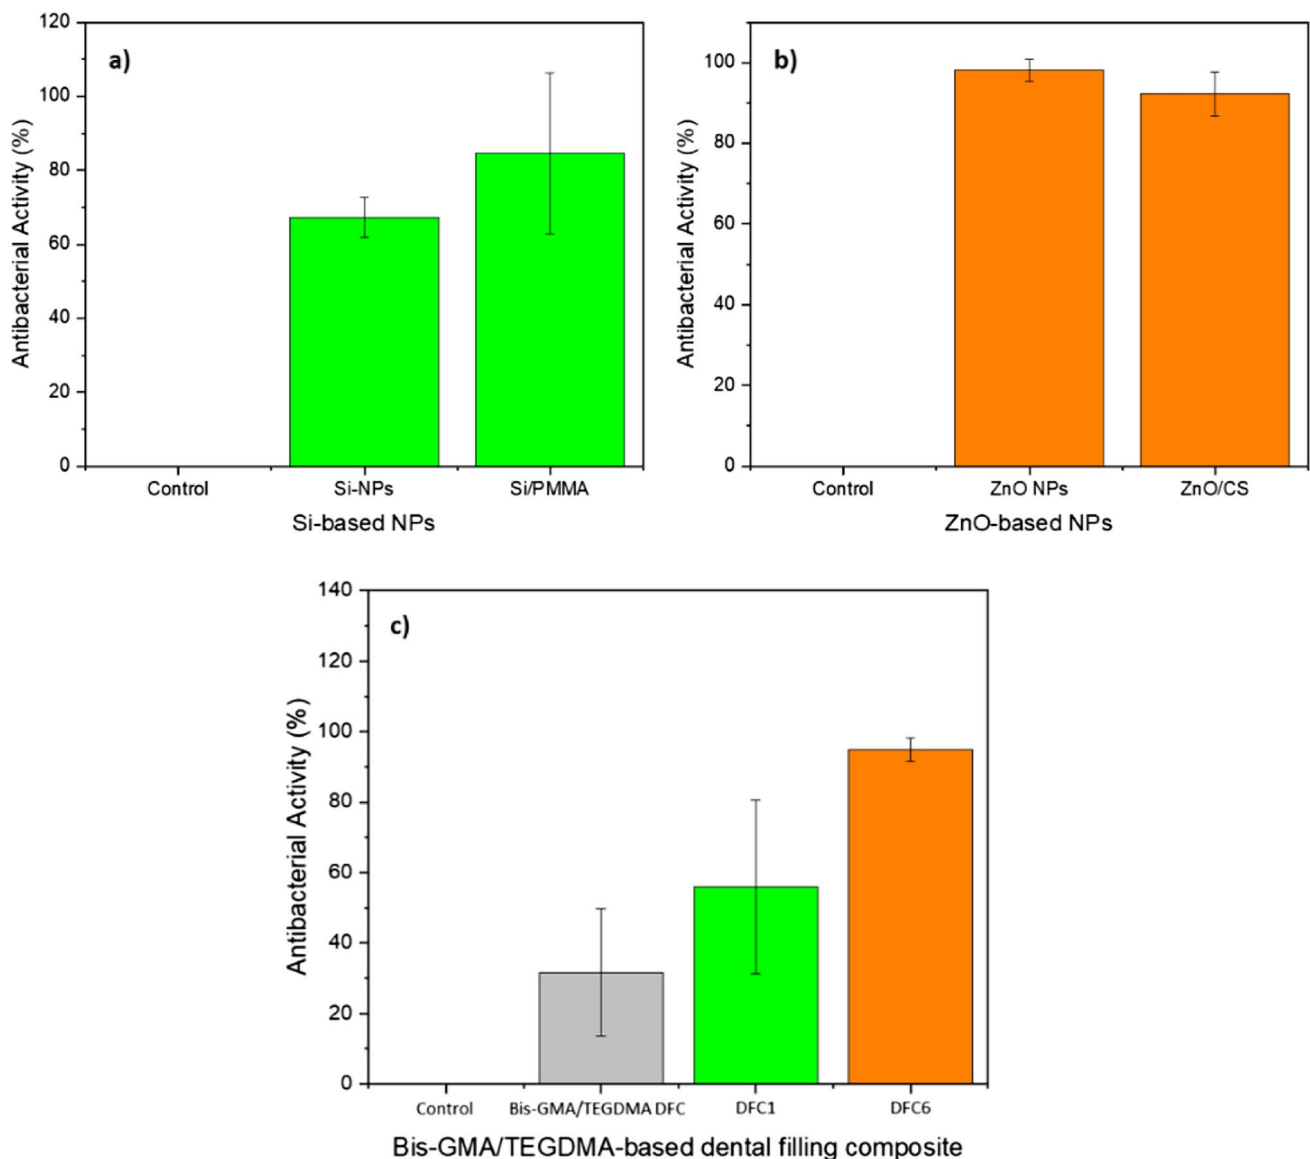 a)
120
100
80
60
40
20
0
Antibacterial Activity (%)
Control Si-NPs Si/PMMA
Si-based NPs
b)
100
80
60
40
20
0
Antibacterial Activity (%)
Control ZnO NPs ZnO/CS
ZnO-based NPs
c)
140
120
100
80
60
40
20
0
Antibacterial Activity (%)
Control Bis-GMA/TEGDMA DFC DFC1 DFC6
Bis-GMA/TEGDMA-based dental filling composite